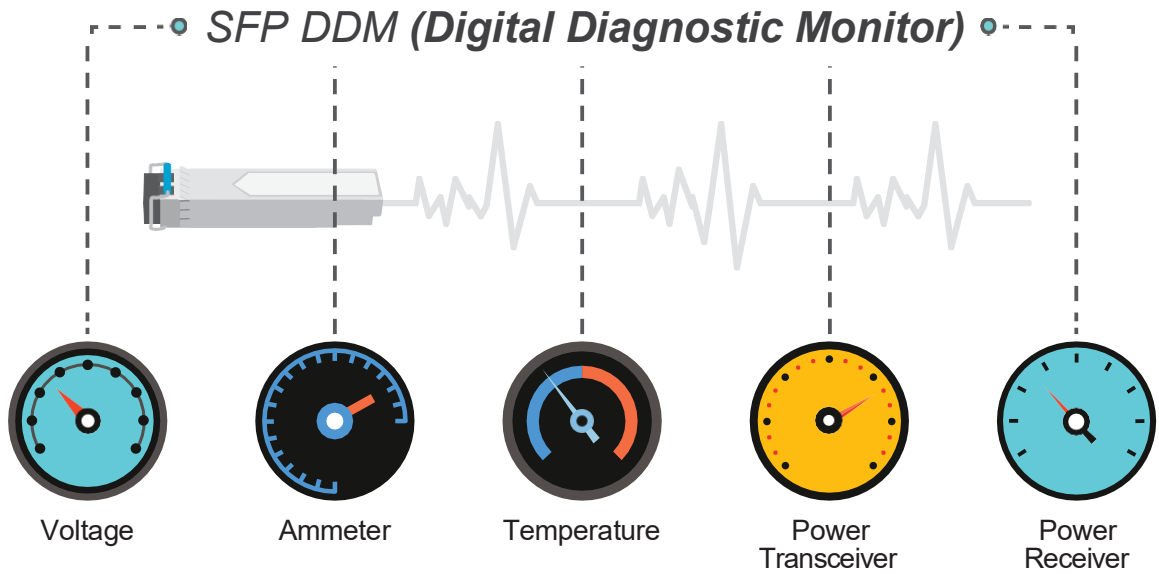 SFP DDM (Digital Diagnostic Monitor)
Voltage
Ammeter
Temperature
Power
Transceiver
Power
Receiver